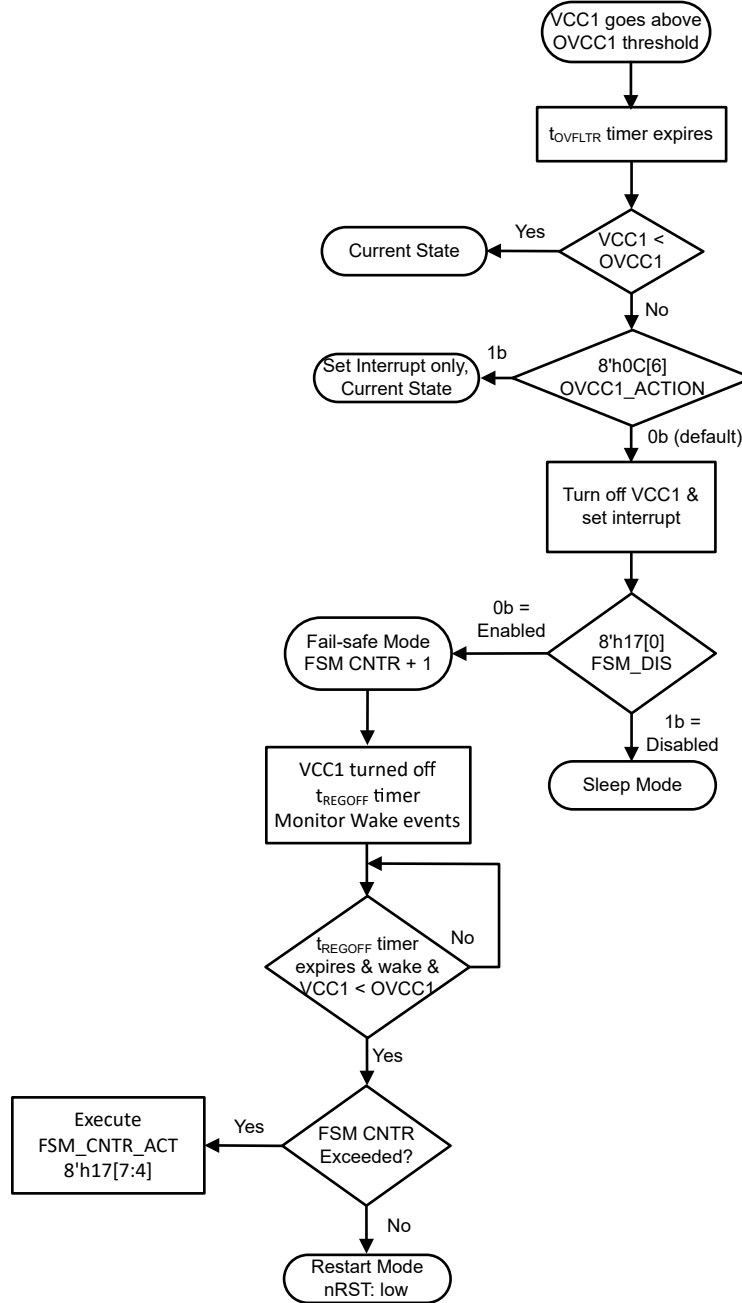 VCC1 goes above
OVCC1 threshold
tOVFLTR timer expires
VCC1 <
OVCC1
Yes
Current State
No
8'h0C[6]
OVCC1_ACTION
1b
Set Interrupt only,
Current State
0b (default)
Turn off VCC1 &
set interrupt
8'h17[0]
FSM_DIS
0b =
Enabled
Fail-safe Mode
FSM CNTR + 1
1b =
Disabled
Sleep Mode
VCC1 turned off
tREGOFF timer
Monitor Wake events
tREGOFF timer
expires & wake &
VCC1 < OVCC1
No
Yes
FSM CNTR
Exceeded?
Yes
Execute
FSM_CNTR_ACT
8'h17[7:4]
No
Restart Mode
nRST: low